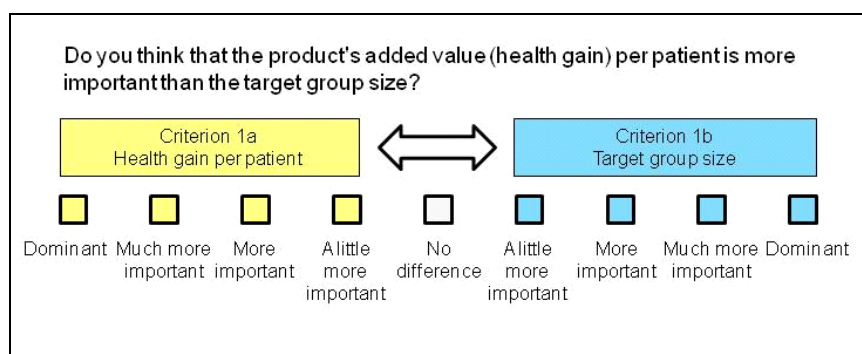 Do you think that the product's added value (health gain) per patient is more
important than the target group size?
Criterion 1a
Health gain per patient
Criterion 1b
Target group size
Dominant
Much more
important
More
important
A little
more
important
No
difference
A little
more
important
More
important
Much more
important
Dominant